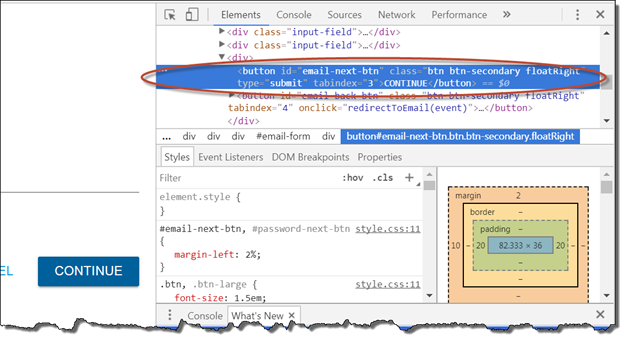 Elements Console Sources Network Performance »
▶<div class="input-field">…</div>
▶<div class="input-field">…</div>
▼<div>
<button id="email-next-btn" class="btn btn-secondary floatRight"
type="submit" tabindex="3">CONTINUE</button> == $0
▶<button id="email-back-btn" class="btn btn-secondary floatRight"
tabindex="4" onclick="redirectToEmail(event)">…</button>
</div>
... div div div #email-form div button#email-next-btn.btn.btn-secondary.floatRight
Styles Event Listeners DOM Breakpoints Properties
Filter :hov .cls +
element.style {
}
#email-next-btn, #password-next-btn style.css:11
{
margin-left: 2%;
}
.btn, .btn-large { style.css:11
font-size: 1.5em;
margin 2
border –
padding –
10 – 20 82.333 × 36 20 – –
–
–
EL CONTINUE
Console What's New ×